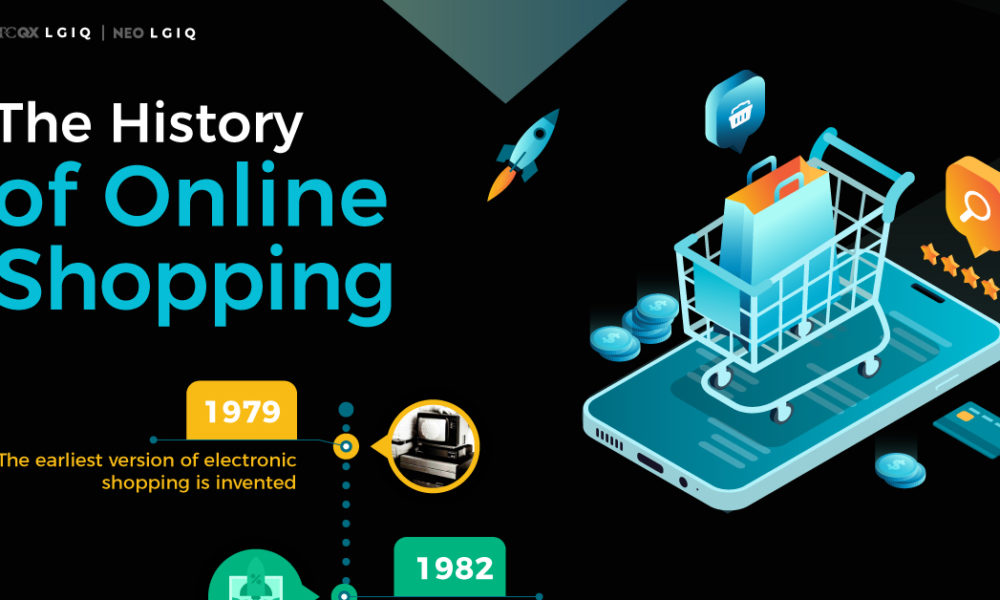 LGIQ | NEO LGIQ
The History
of Online
Shopping
1979
The earliest version of electronic
shopping is invented
1982